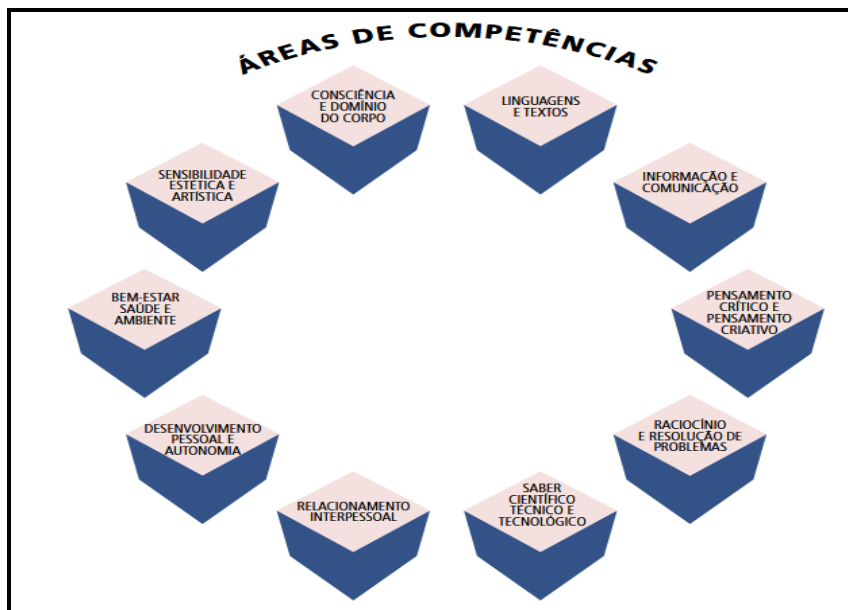 ÁREAS DE COMPETÊNCIAS
CONSCIÊNCIA
E DOMÍNIO
DO CORPO
LINGUAGENS
E TEXTOS
SENSIBILIDADE
ESTÉTICA E
ARTÍSTICA
INFORMAÇÃO E
COMUNICAÇÃO
BEM-ESTAR
SAÚDE E
AMBIENTE
PENSAMENTO
CRÍTICO E
PENSAMENTO
CRIATIVO
DESENVOLVIMENTO
PESSOAL E
AUTONOMIA
RACIOCÍNIO
E RESOLUÇÃO DE
PROBLEMAS
RELACIONAMENTO
INTERPESSOAL
SABER
CIENTÍFICO
TÉCNICO E
TECNOLÓGICO